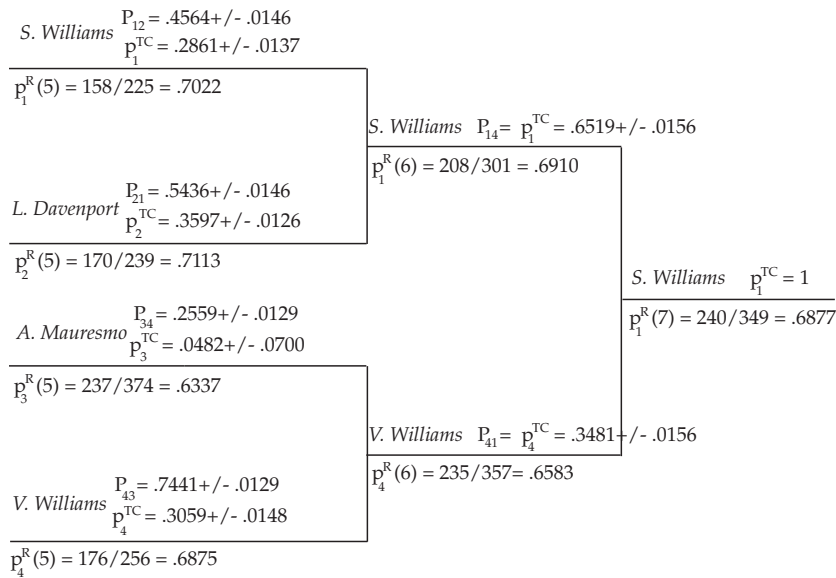 S. Williams P₁₂ = .4564+/- .0146
p₁ᵀᶜ = .2861+/- .0137
p₁ᴿ(5) = 158/225 = .7022
L. Davenport P₂₁ = .5436+/- .0146
p₂ᵀᶜ = .3597+/- .0126
p₂ᴿ(5) = 170/239 = .7113
A. Mauresmo P₃₄ = .2559+/- .0129
p₃ᵀᶜ = .0482+/- .0700
p₃ᴿ(5) = 237/374 = .6337
V. Williams P₄₃ = .7441+/- .0129
p₄ᵀᶜ = .3059+/- .0148
p₄ᴿ(5) = 176/256 = .6875
S. Williams P₁₄= p₁ᵀᶜ = .6519+/- .0156
p₁ᴿ(6) = 208/301 = .6910
V. Williams P₄₁= p₄ᵀᶜ = .3481+/- .0156
p₄ᴿ(6) = 235/357= .6583
S. Williams p₁ᵀᶜ = 1
p₁ᴿ(7) = 240/349 = .6877